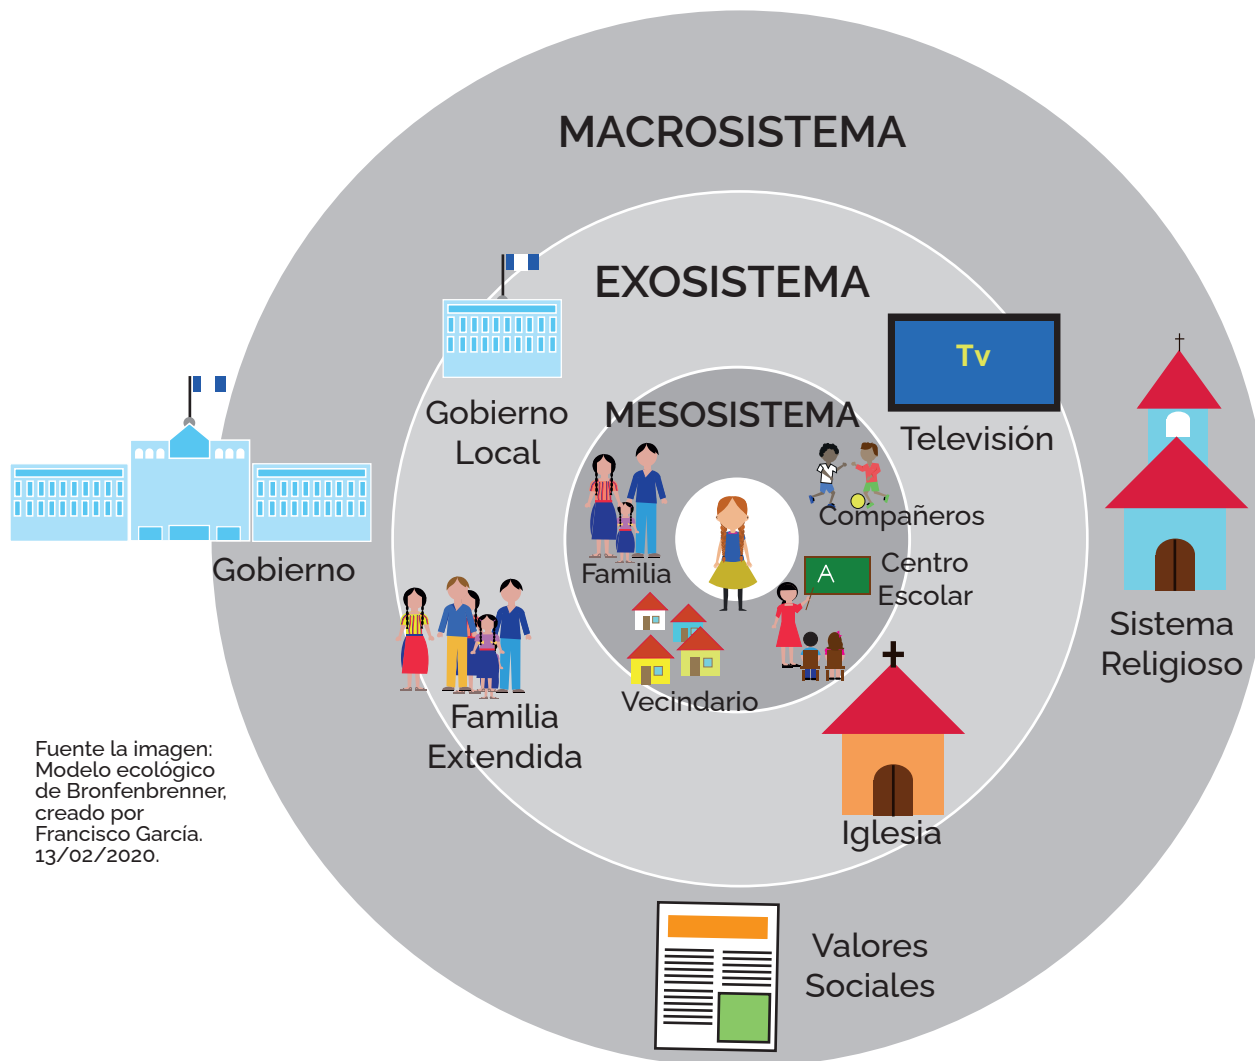 MACROSISTEMA
EXOSISTEMA
Tv
Gobierno
Local
MESOSISTEMA
Televisión
Compañeros
Familia
Centro
Escolar
Gobierno
Sistema
Religioso
Vecindario
Familia
Extendida
Fuente la imagen:
Modelo ecológico
de Bronfenbrenner,
creado por
Francisco García.
13/02/2020.
Iglesia
Valores
Sociales
A